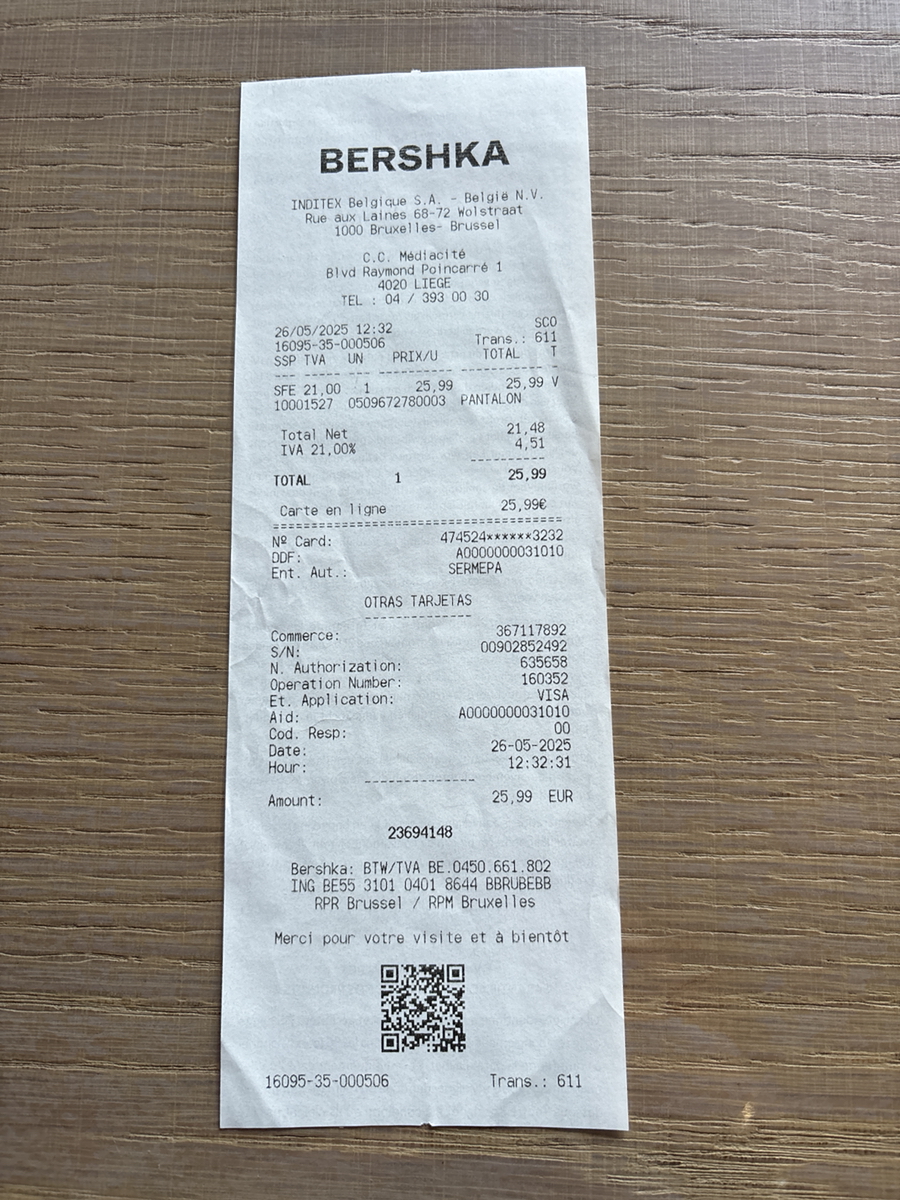 BERSHKA
INDITEX Belgique S.A. - België N.V.
Rue aux Laines 68-72 Wolstraat
1000 Bruxelles- Brussel
C.C. Médiacité
Blvd Raymond Poincarré 1
4020 LIEGE
TEL : 04 / 393 00 30
26/05/2025 12:32 SCO
16095-35-000506 Trans.: 611
SSP TVA UN PRIX/U TOTAL T
--- ----- --- ---------- ---------- ---
SFE 21,00 1 25,99 25,99 V
10001527 0509672780003 PANTALON
Total Net 21,48
IVA 21,00% 4,51
----------
TOTAL 1 25,99
Carte en ligne 25,99€
========================================
Nº Card: 474524******3232
DDF: A0000000031010
Ent. Aut.: SERMEPA
OTRAS TARJETAS
--------------
Commerce: 367117892
S/N: 00902852492
N. Authorization: 635658
Operation Number: 160352
Et. Application: VISA
Aid: A0000000031010
Cod. Resp: 00
Date: 26-05-2025
Hour: 12:32:31
--------------
Amount: 25,99 EUR
23694148
Bershka: BTW/TVA BE.0450.661.802
ING BE55 3101 0401 8644 BBRUBEBB
RPR Brussel / RPM Bruxelles
Merci pour votre visite et à bientôt
16095-35-000506 Trans.: 611